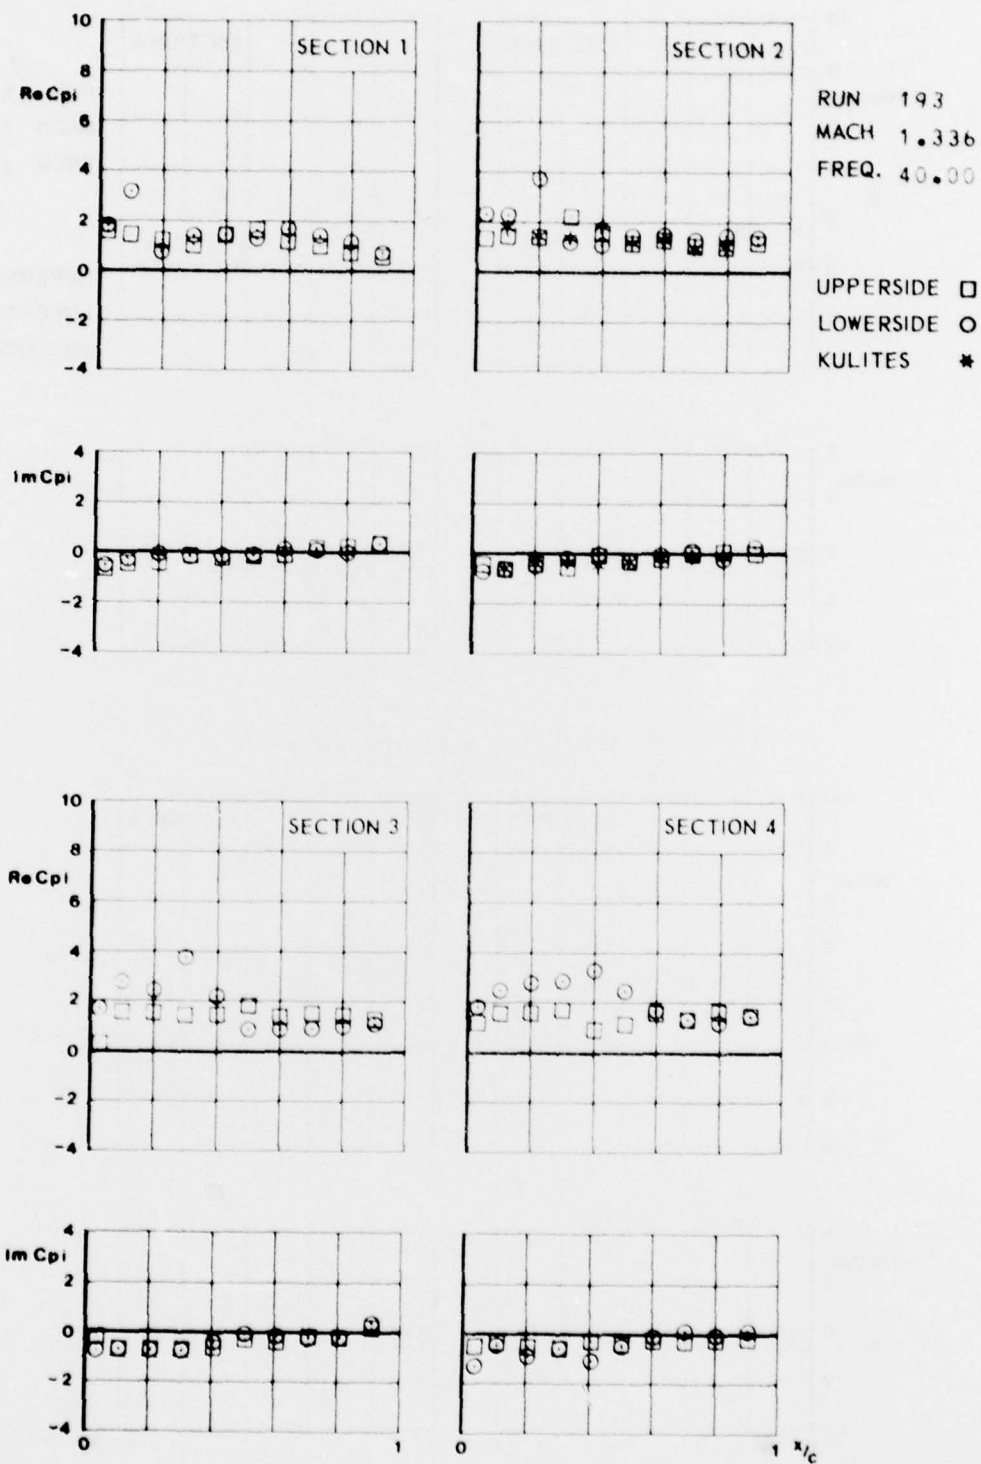 SECTION 1
10
8
ReCpi
6
4
2
0
-2
-4
SECTION 2
RUN 193
MACH 1.336
FREQ. 40.00
UPPERSIDE □
LOWERSIDE ○
KULITES ★
4
ImCpi
2
0
-2
-4
SECTION 3
10
8
ReCpi
6
4
2
0
-2
-4
SECTION 4
4
Im Cpi
2
0
-2
-4
0 1
0 1 x/c